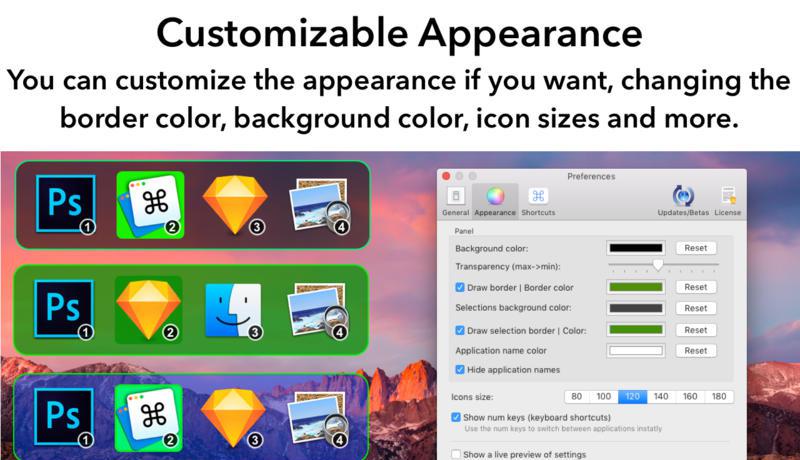 Customizable Appearance
You can customize the appearance if you want, changing the
border color, background color, icon sizes and more.
Ps 1 2 3 4
Ps 1 2 3 4
Ps 1 2 3 4
Preferences
General Appearance Shortcuts Updates/Betas License
Panel
Background color: Reset
Transparency (max->min):
Draw border | Border color Reset
Selections background color: Reset
Draw selection border | Color: Reset
Application name color Reset
Hide application names
Icons size: 80 100 120 140 160 180
Show num keys (keyboard shortcuts)
Use the num keys to switch between applications instatly
Show a live preview of settings